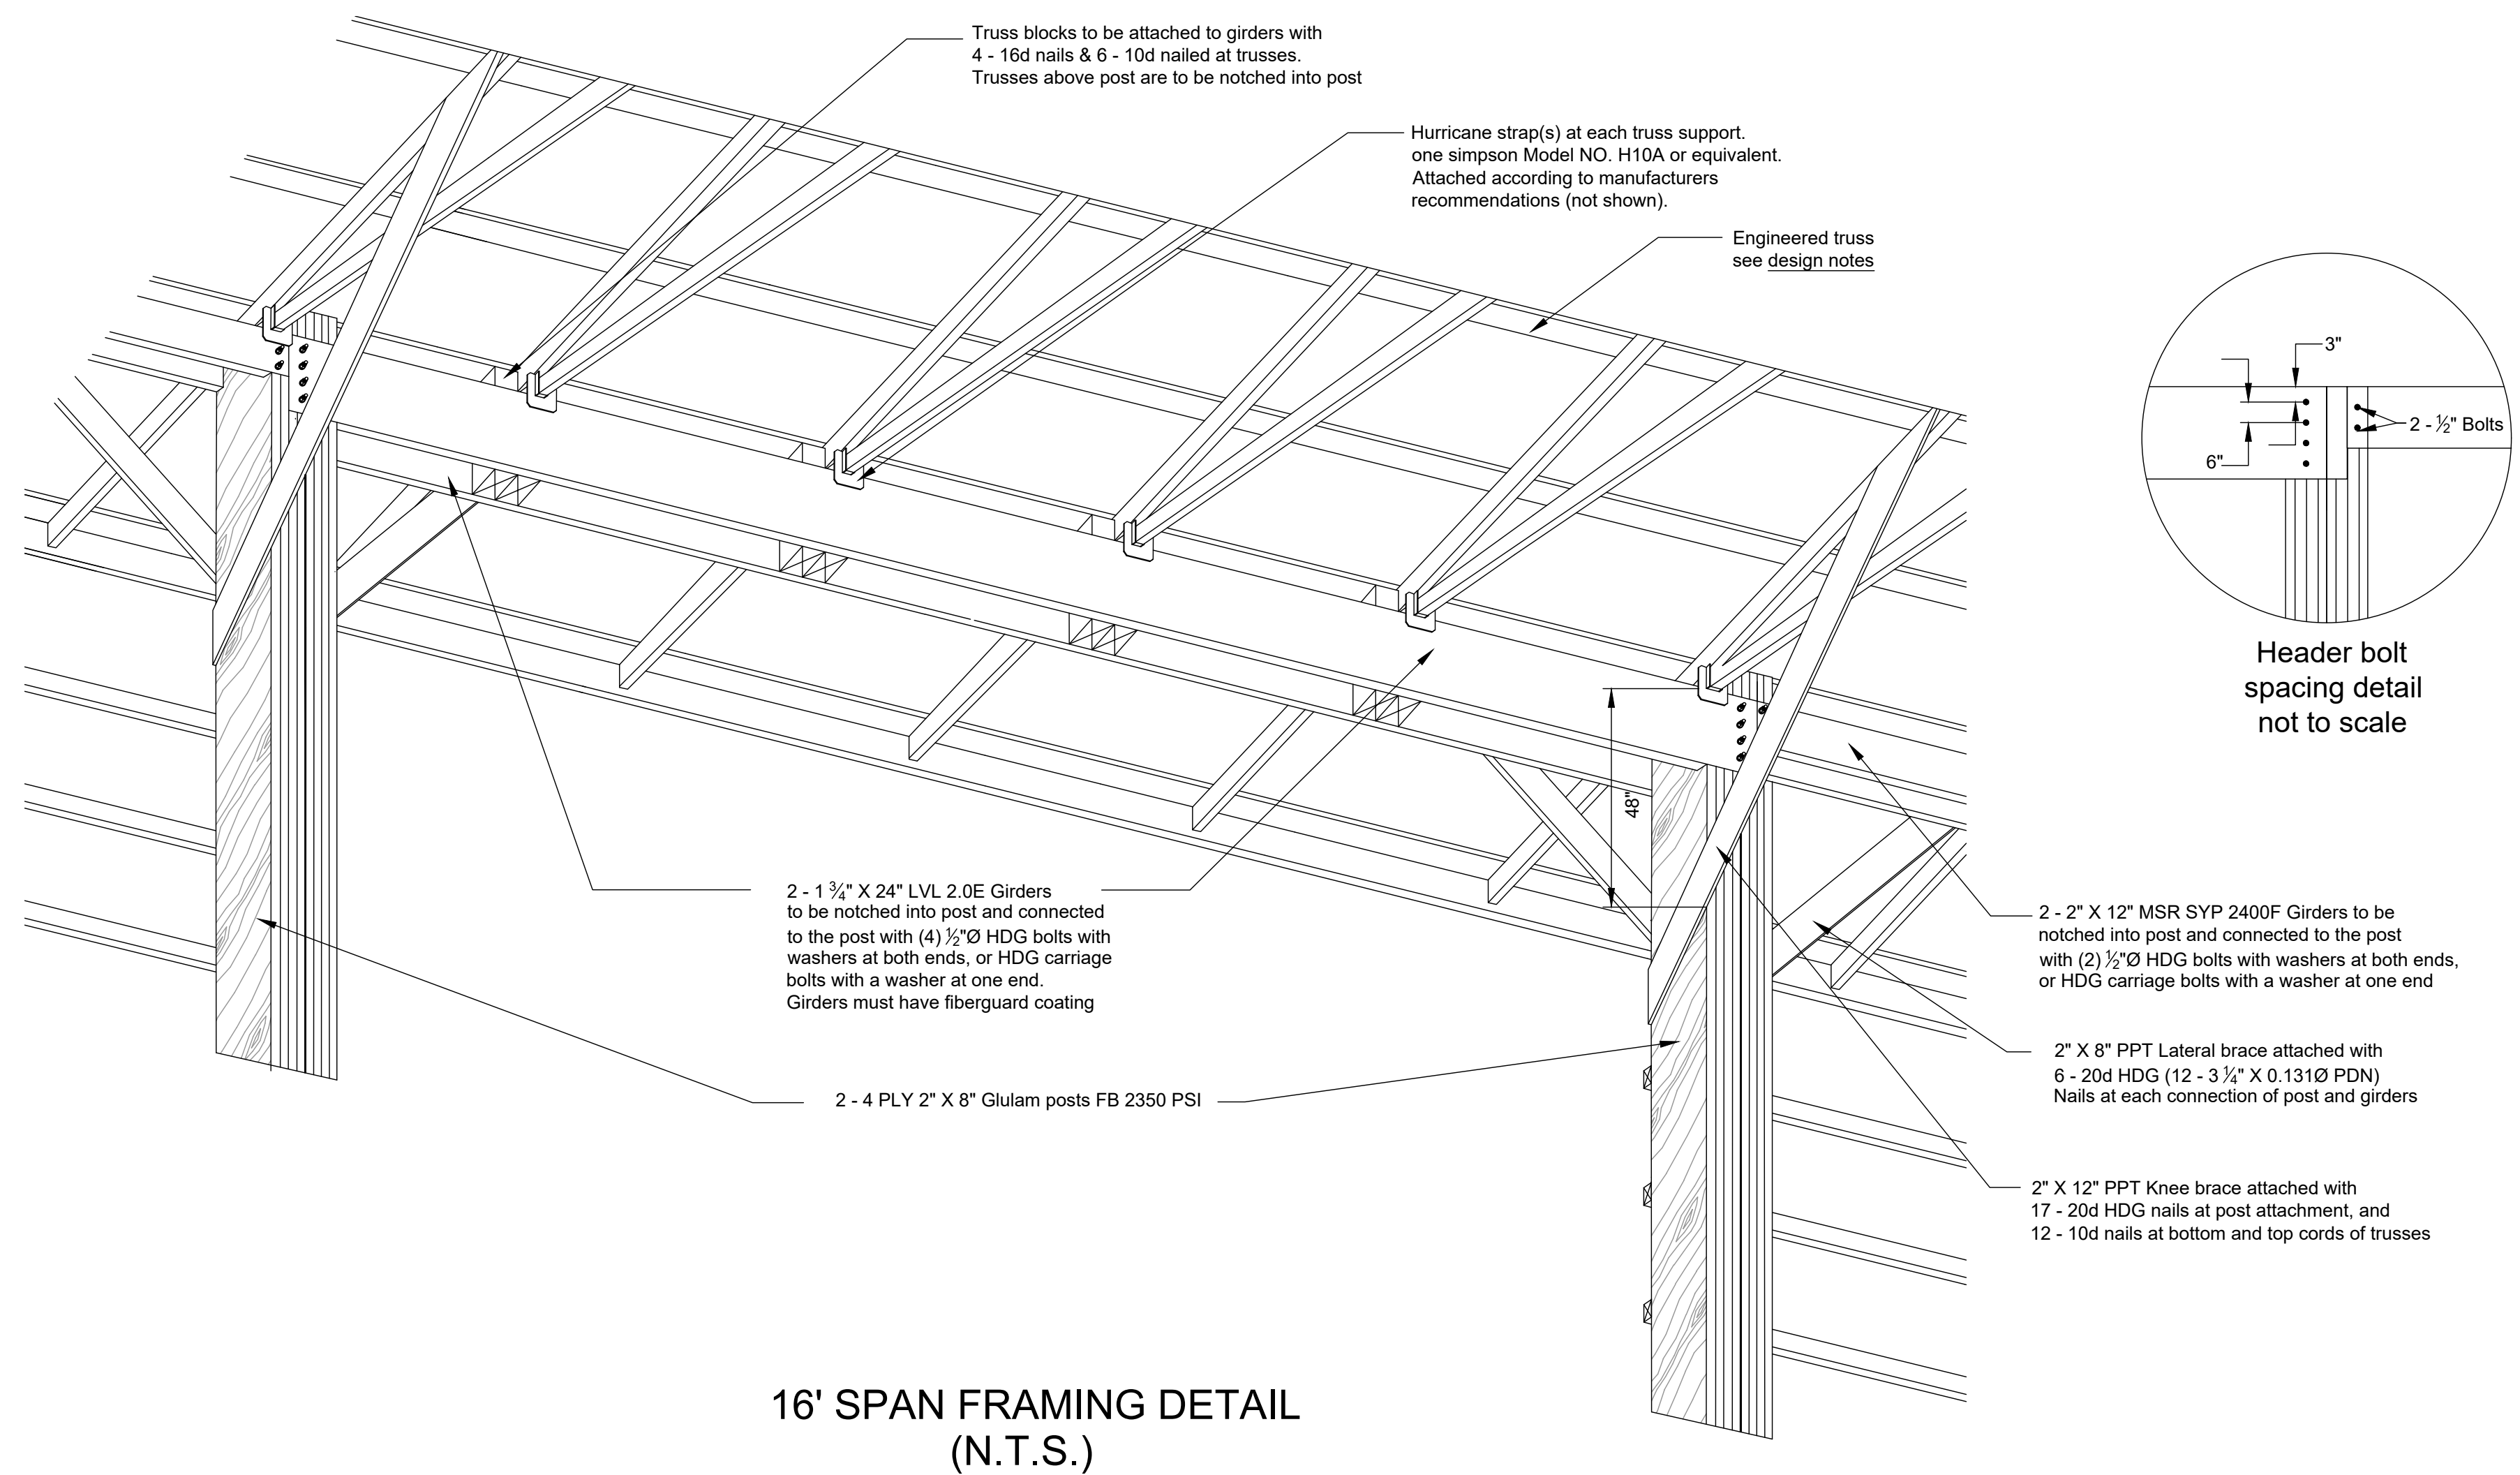 Truss blocks to be attached to girders with
4 - 16d nails & 6 - 10d nailed at trusses.
Trusses above post are to be notched into post
Hurricane strap(s) at each truss support.
one simpson Model NO. H10A or equivalent.
Attached according to manufacturers
recommendations (not shown).
Engineered truss
see design notes
3"
2 - ½" Bolts
6"
Header bolt
spacing detail
not to scale
48"
2 - 1 ¾" X 24" LVL 2.0E Girders
to be notched into post and connected
to the post with (4) ½"Ø HDG bolts with
washers at both ends, or HDG carriage
bolts with a washer at one end.
Girders must have fiberguard coating
2 - 2" X 12" MSR SYP 2400F Girders to be
notched into post and connected to the post
with (2) ½"Ø HDG bolts with washers at both ends,
or HDG carriage bolts with a washer at one end
2" X 8" PPT Lateral brace attached with
6 - 20d HDG (12 - 3 ¼" X 0.131Ø PDN)
Nails at each connection of post and girders
2 - 4 PLY 2" X 8" Glulam posts FB 2350 PSI
2" X 12" PPT Knee brace attached with
17 - 20d HDG nails at post attachment, and
12 - 10d nails at bottom and top cords of trusses
16' SPAN FRAMING DETAIL
(N.T.S.)